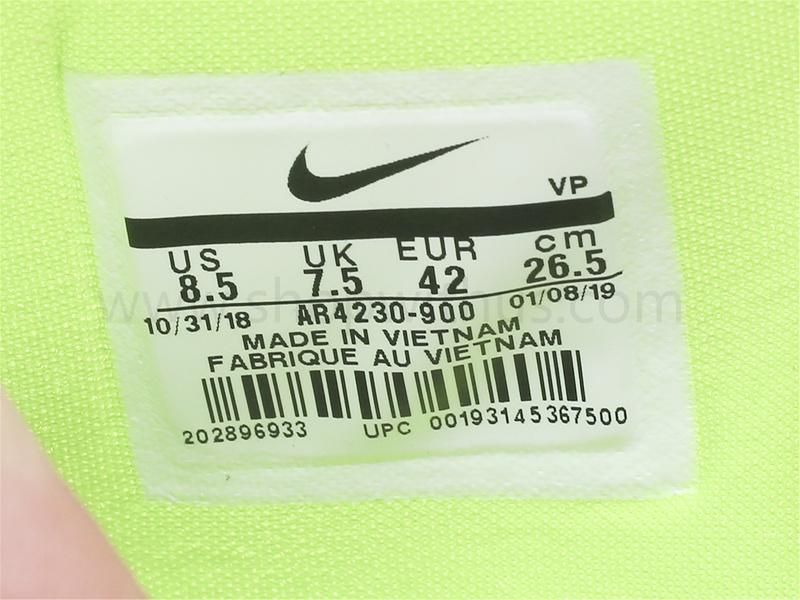 VP
US UK EUR cm
8.5 7.5 42 26.5
10/31/18 AR4230-900 01/08/19
MADE IN VIETNAM
FABRIQUE AU VIETNAM
202896933 UPC 00193145367500